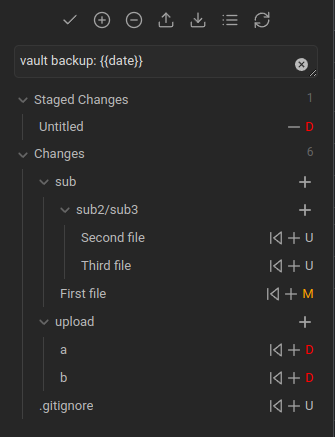 vault backup: {{date}}
Staged Changes 1
Untitled D
Changes 6
sub
sub2/sub3
Second file U
Third file U
First file M
upload
a D
b D
.gitignore U